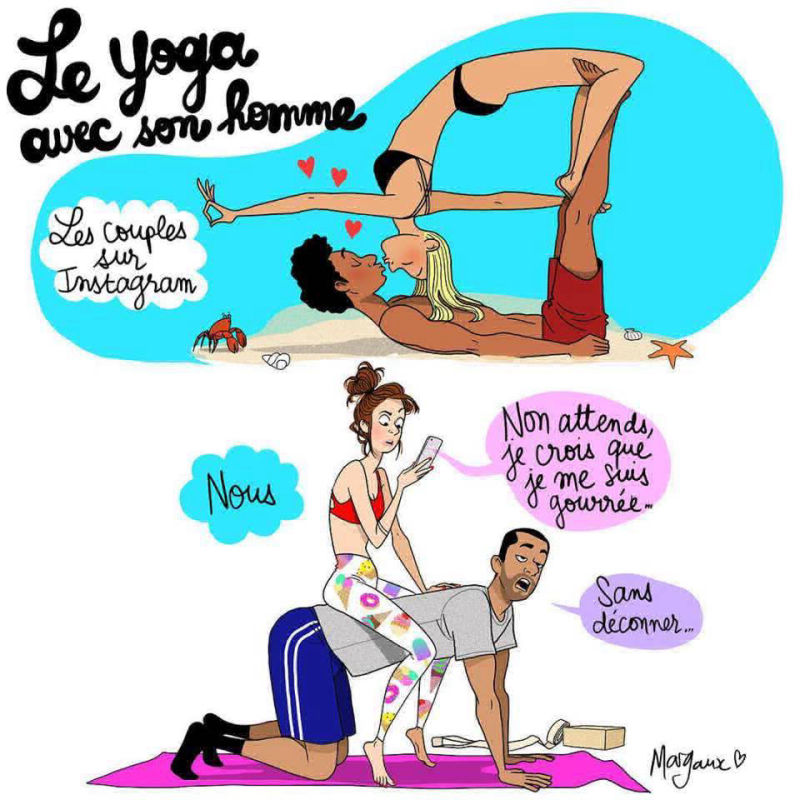 Le yoga
avec son homme
Les couples
sur
Instagram
Nous
Non attends,
je crois que
je me suis
gourrée...
Sans
déconner...
Margaux